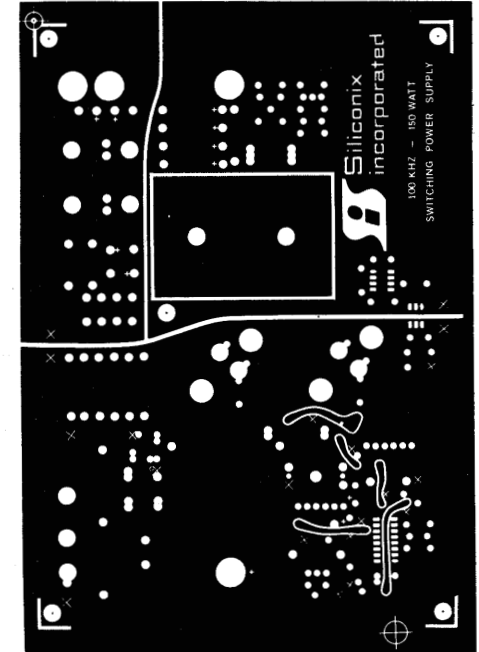 Siliconix
incorporated
100 KHZ – 150 WATT
SWITCHING POWER SUPPLY